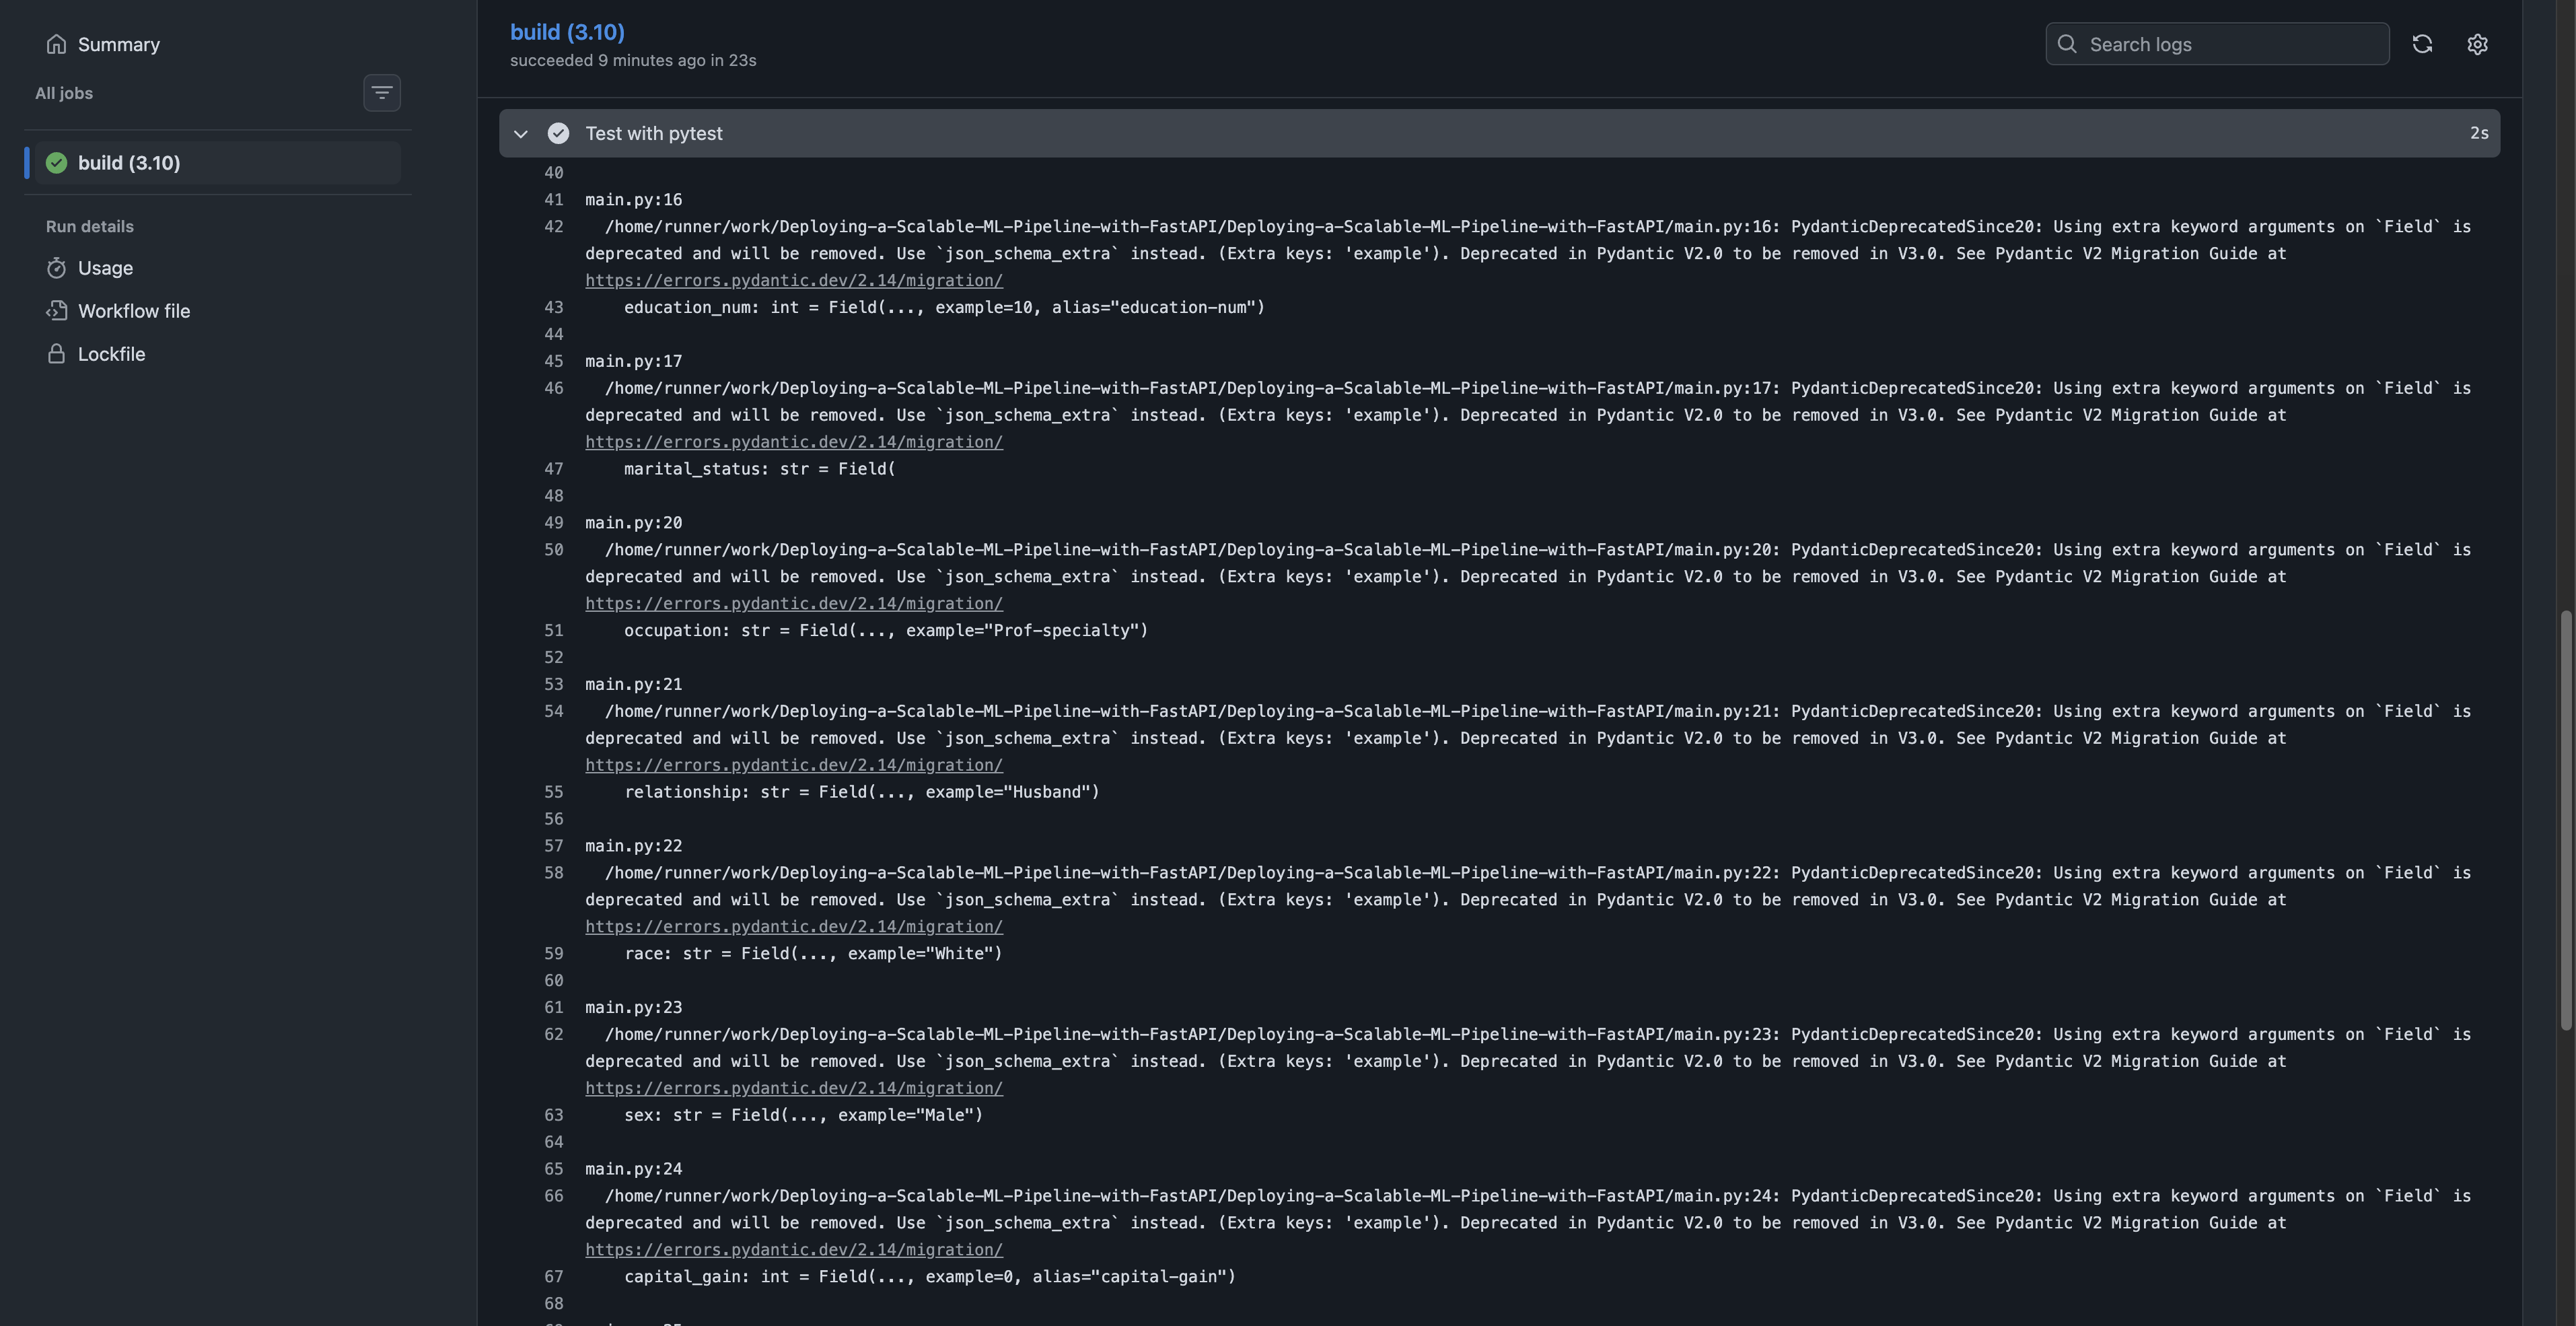 Summary
All jobs
build (3.10)
Run details
Usage
Workflow file
Lockfile
build (3.10)
succeeded 9 minutes ago in 23s
Search logs
Test with pytest
2s
40
41 main.py:16
42 /home/runner/work/Deploying-a-Scalable-ML-Pipeline-with-FastAPI/Deploying-a-Scalable-ML-Pipeline-with-FastAPI/main.py:16: PydanticDeprecatedSince20: Using extra keyword arguments on `Field` is
deprecated and will be removed. Use `json_schema_extra` instead. (Extra keys: 'example'). Deprecated in Pydantic V2.0 to be removed in V3.0. See Pydantic V2 Migration Guide at
https://errors.pydantic.dev/2.14/migration/
43 education_num: int = Field(..., example=10, alias="education-num")
44
45 main.py:17
46 /home/runner/work/Deploying-a-Scalable-ML-Pipeline-with-FastAPI/Deploying-a-Scalable-ML-Pipeline-with-FastAPI/main.py:17: PydanticDeprecatedSince20: Using extra keyword arguments on `Field` is
deprecated and will be removed. Use `json_schema_extra` instead. (Extra keys: 'example'). Deprecated in Pydantic V2.0 to be removed in V3.0. See Pydantic V2 Migration Guide at
https://errors.pydantic.dev/2.14/migration/
47 marital_status: str = Field(
48
49 main.py:20
50 /home/runner/work/Deploying-a-Scalable-ML-Pipeline-with-FastAPI/Deploying-a-Scalable-ML-Pipeline-with-FastAPI/main.py:20: PydanticDeprecatedSince20: Using extra keyword arguments on `Field` is
deprecated and will be removed. Use `json_schema_extra` instead. (Extra keys: 'example'). Deprecated in Pydantic V2.0 to be removed in V3.0. See Pydantic V2 Migration Guide at
https://errors.pydantic.dev/2.14/migration/
51 occupation: str = Field(..., example="Prof-specialty")
52
53 main.py:21
54 /home/runner/work/Deploying-a-Scalable-ML-Pipeline-with-FastAPI/Deploying-a-Scalable-ML-Pipeline-with-FastAPI/main.py:21: PydanticDeprecatedSince20: Using extra keyword arguments on `Field` is
deprecated and will be removed. Use `json_schema_extra` instead. (Extra keys: 'example'). Deprecated in Pydantic V2.0 to be removed in V3.0. See Pydantic V2 Migration Guide at
https://errors.pydantic.dev/2.14/migration/
55 relationship: str = Field(..., example="Husband")
56
57 main.py:22
58 /home/runner/work/Deploying-a-Scalable-ML-Pipeline-with-FastAPI/Deploying-a-Scalable-ML-Pipeline-with-FastAPI/main.py:22: PydanticDeprecatedSince20: Using extra keyword arguments on `Field` is
deprecated and will be removed. Use `json_schema_extra` instead. (Extra keys: 'example'). Deprecated in Pydantic V2.0 to be removed in V3.0. See Pydantic V2 Migration Guide at
https://errors.pydantic.dev/2.14/migration/
59 race: str = Field(..., example="White")
60
61 main.py:23
62 /home/runner/work/Deploying-a-Scalable-ML-Pipeline-with-FastAPI/Deploying-a-Scalable-ML-Pipeline-with-FastAPI/main.py:23: PydanticDeprecatedSince20: Using extra keyword arguments on `Field` is
deprecated and will be removed. Use `json_schema_extra` instead. (Extra keys: 'example'). Deprecated in Pydantic V2.0 to be removed in V3.0. See Pydantic V2 Migration Guide at
https://errors.pydantic.dev/2.14/migration/
63 sex: str = Field(..., example="Male")
64
65 main.py:24
66 /home/runner/work/Deploying-a-Scalable-ML-Pipeline-with-FastAPI/Deploying-a-Scalable-ML-Pipeline-with-FastAPI/main.py:24: PydanticDeprecatedSince20: Using extra keyword arguments on `Field` is
deprecated and will be removed. Use `json_schema_extra` instead. (Extra keys: 'example'). Deprecated in Pydantic V2.0 to be removed in V3.0. See Pydantic V2 Migration Guide at
https://errors.pydantic.dev/2.14/migration/
67 capital_gain: int = Field(..., example=0, alias="capital-gain")
68